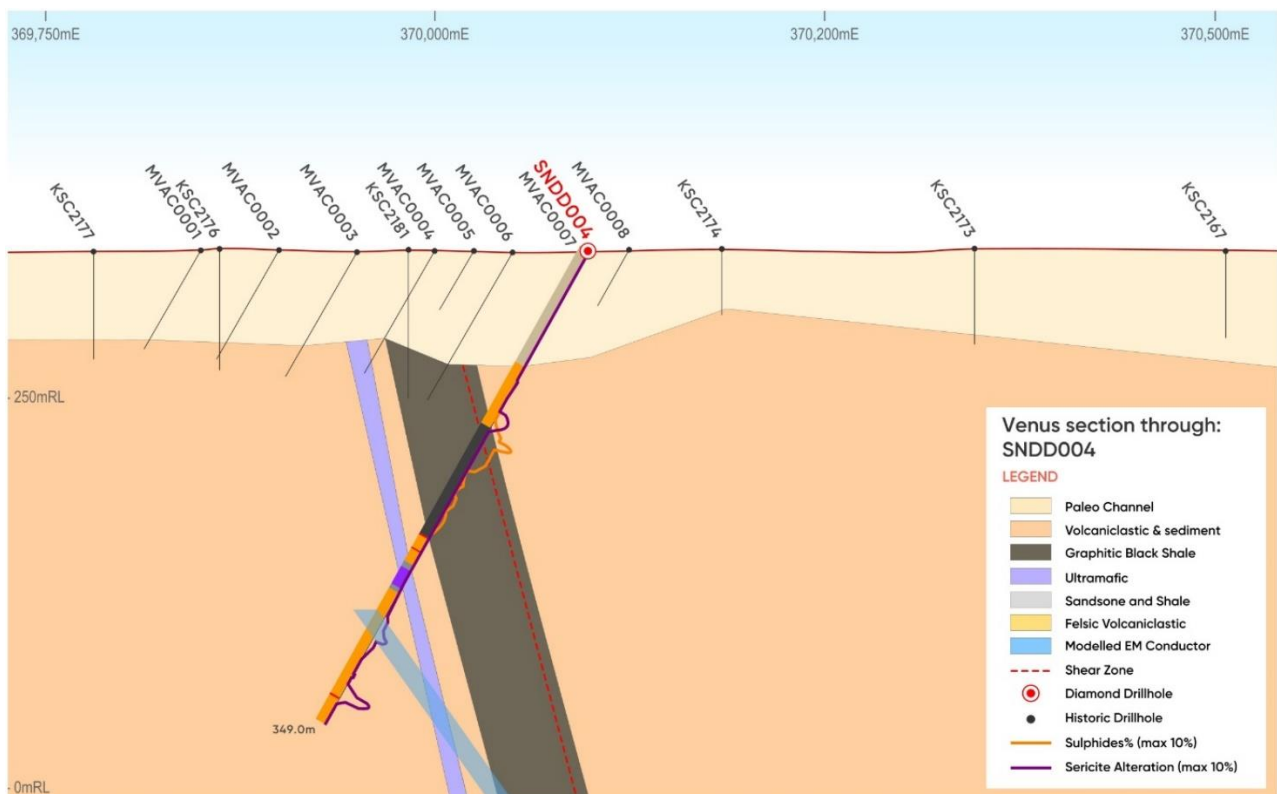 369,750mE
370,000mE
370,200mE
370,500mE
KSC2177
MVAC0001
KSC2176
MVAC0002
MVAC0003
MVAC0004
KSC2181
MVAC0005
MVAC0006
MVAC0007
SNDD004
MVAC0008
KSC2174
KSC2173
KSC2167
250mRL
349.0m
0mRL
Venus section through:
SNDD004
LEGEND
Paleo Channel
Volcaniclastic & sediment
Graphitic Black Shale
Ultramafic
Sandsone and Shale
Felsic Volcaniclastic
Modelled EM Conductor
Shear Zone
Diamond Drillhole
Historic Drillhole
Sulphides% (max 10%)
Sericite Alteration (max 10%)